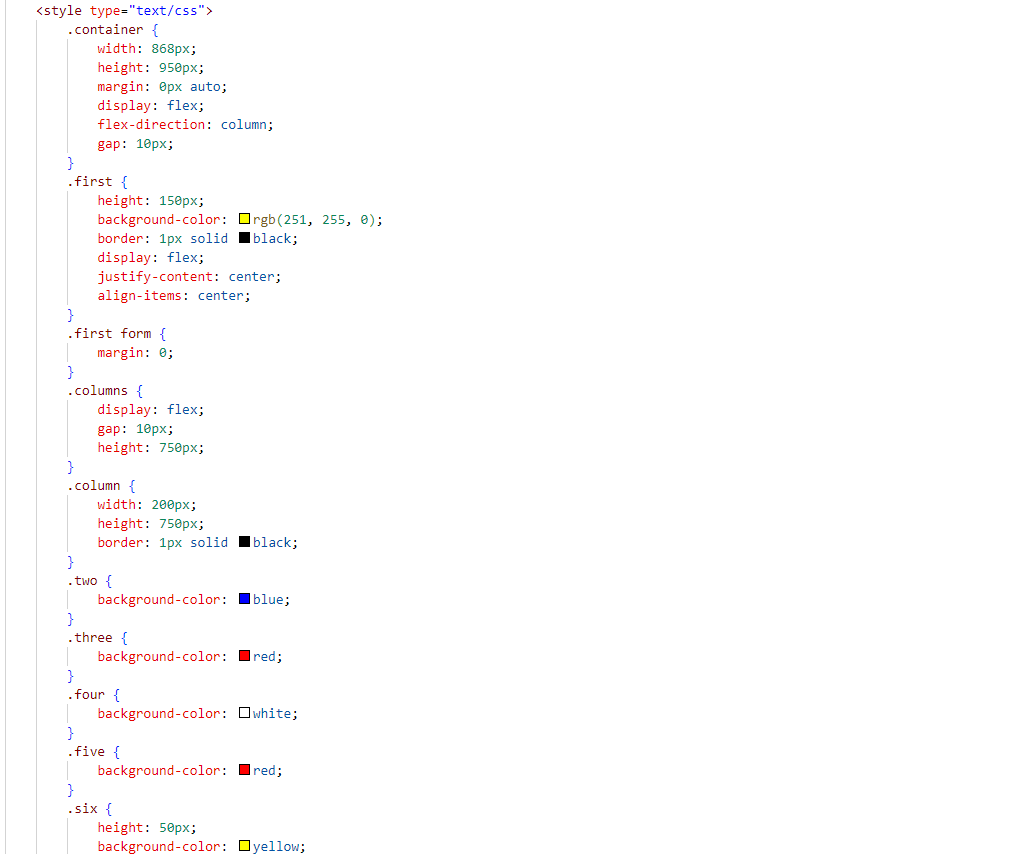 <style type="text/css">
.container {
width: 868px;
height: 950px;
margin: 0px auto;
display: flex;
flex-direction: column;
gap: 10px;
}
.first {
height: 150px;
background-color: rgb(251, 255, 0);
border: 1px solid black;
display: flex;
justify-content: center;
align-items: center;
}
.first form {
margin: 0;
}
.columns {
display: flex;
gap: 10px;
height: 750px;
}
.column {
width: 200px;
height: 750px;
border: 1px solid black;
}
.two {
background-color: blue;
}
.three {
background-color: red;
}
.four {
background-color: white;
}
.five {
background-color: red;
}
.six {
height: 50px;
background-color: yellow;